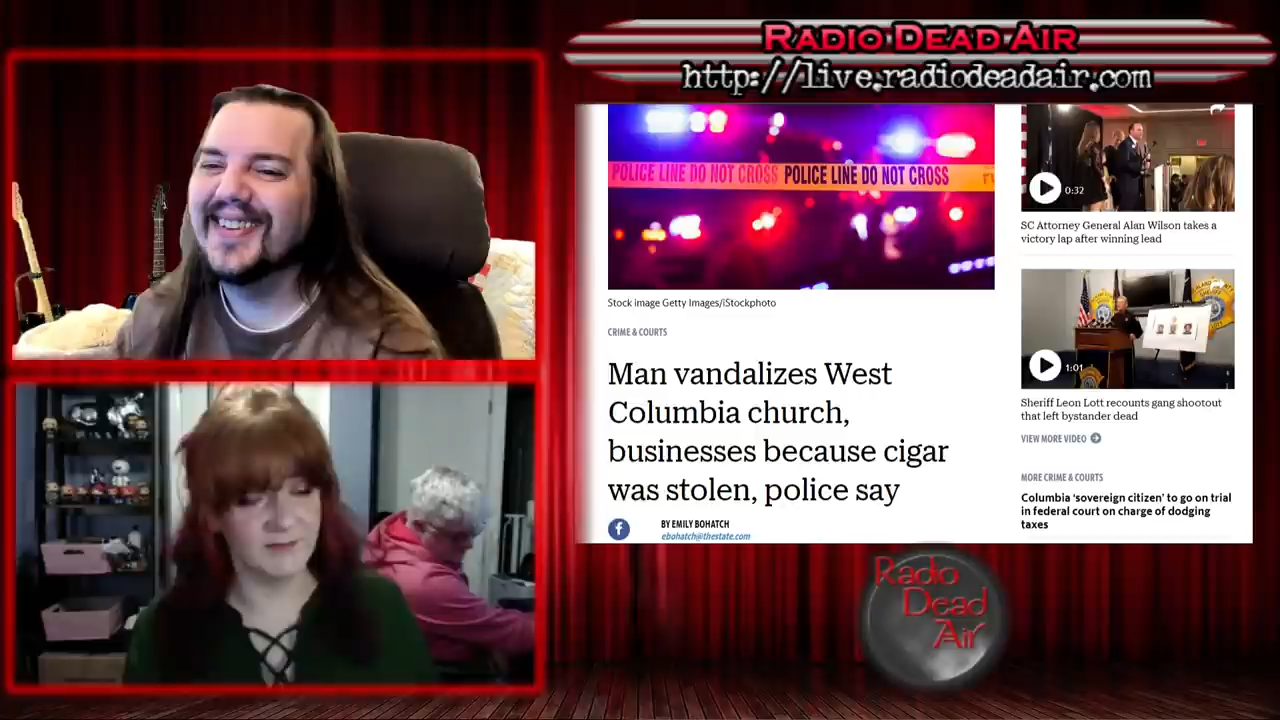 RADIO DEAD AIR
http://live.radiodeadair.com
POLICE LINE DO NOT CROSS POLICE LINE DO NOT CROSS
Stock image Getty Images/iStockphoto
CRIME & COURTS
Man vandalizes West
Columbia church,
businesses because cigar
was stolen, police say
BY EMILY BOHATCH
ebohatch@thestate.com
0:32
SC Attorney General Alan Wilson takes a
victory lap after winning lead
1:01
Sheriff Leon Lott recounts gang shootout
that left bystander dead
VIEW MORE VIDEO
MORE CRIME & COURTS
Columbia ‘sovereign citizen’ to go on trial
in federal court on charge of dodging
taxes
Radio
Dead
Air